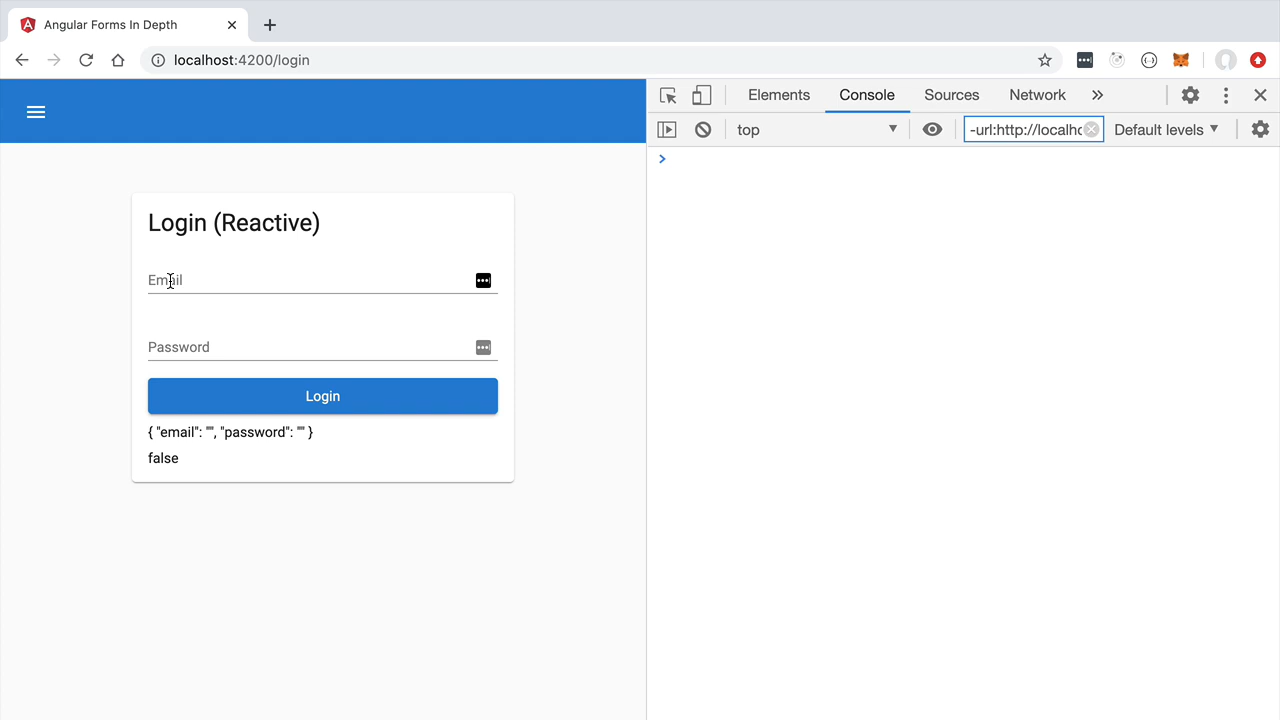 Angular Forms In Depth
localhost:4200/login
Elements Console Sources Network
top -url:http://localho Default levels
Login (Reactive)
Email
Password
Login
{ "email": "", "password": "" }
false